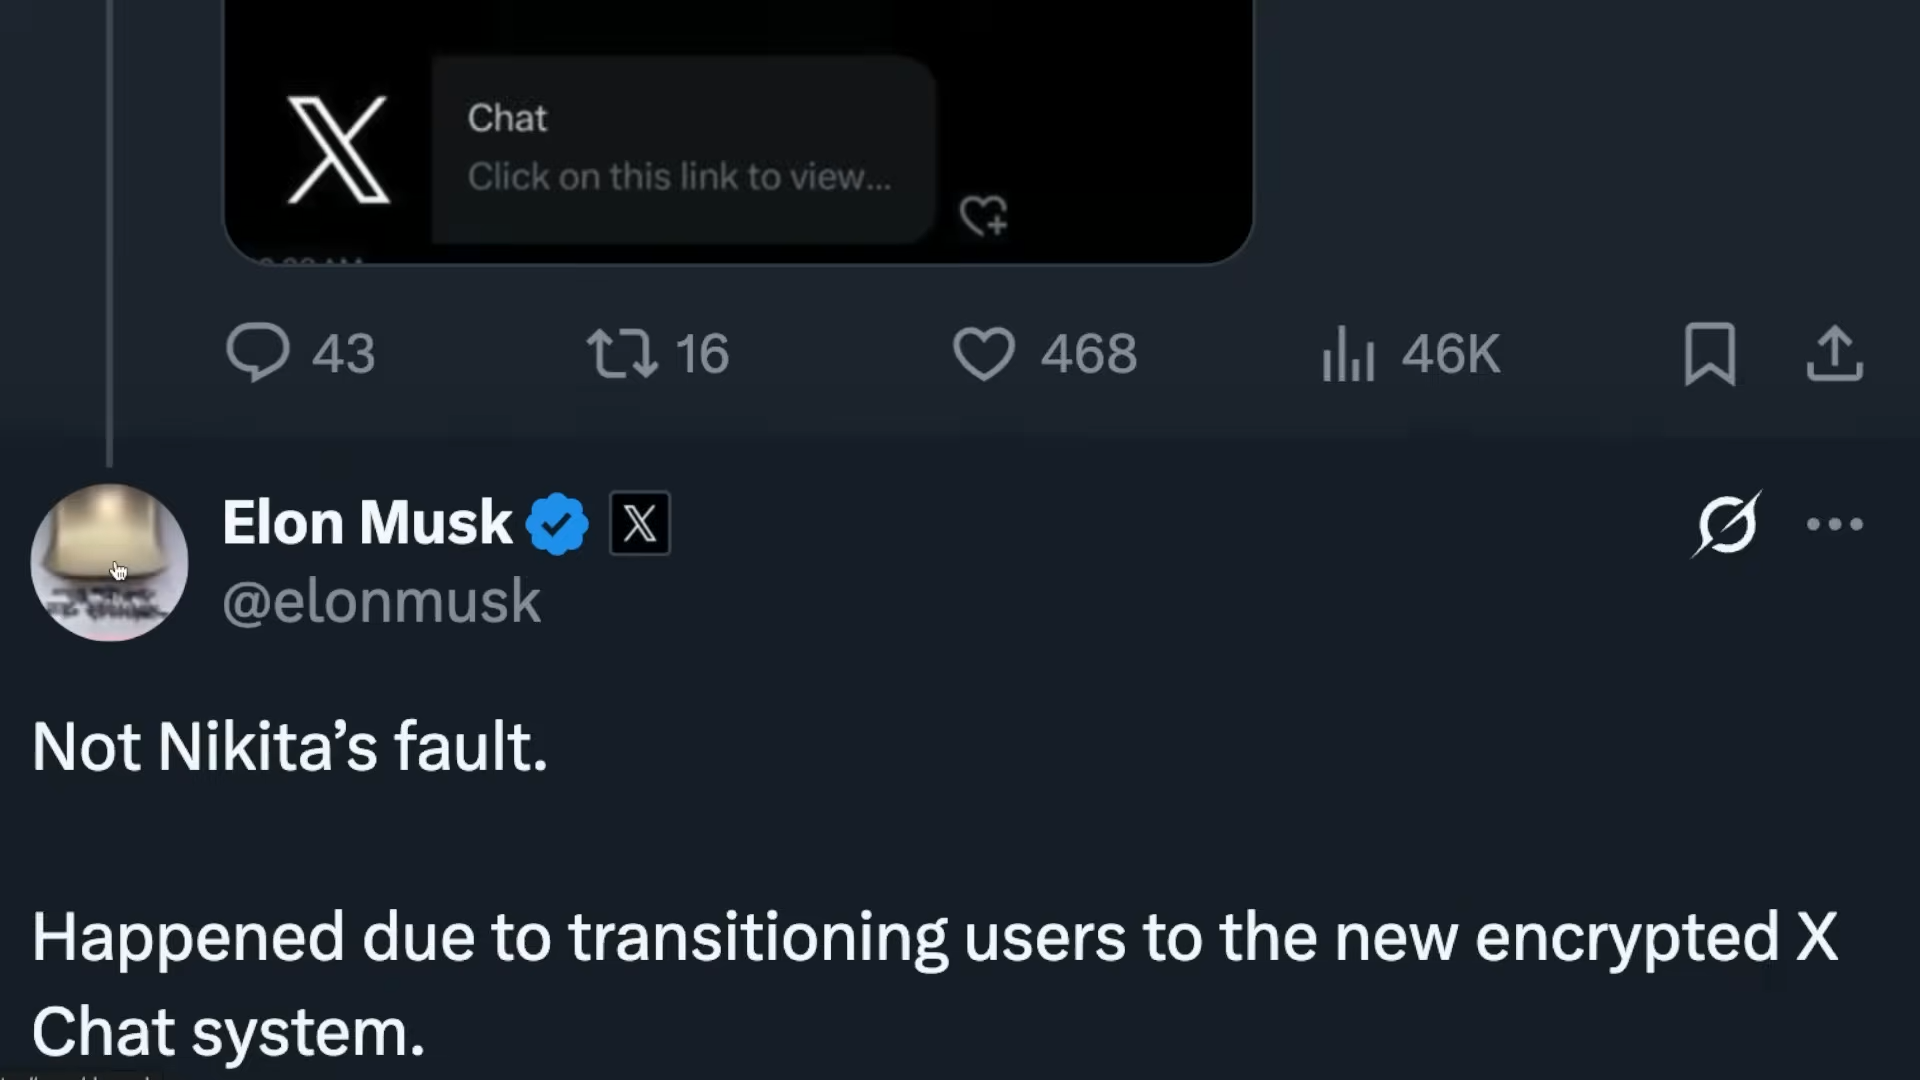 Chat
Click on this link to view...
43 16 468 46K
Elon Musk
@elonmusk
Not Nikita’s fault.
Happened due to transitioning users to the new encrypted X
Chat system.